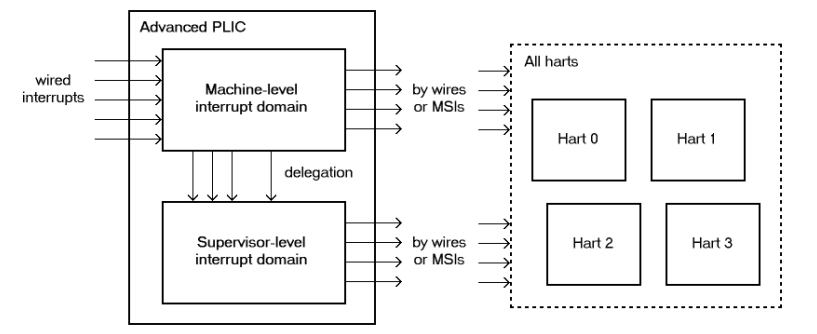 Advanced PLIC
wired
interrupts
Machine-level
interrupt domain
by wires
or MSIs
delegation
Supervisor-level
interrupt domain
by wires
or MSIs
All harts
Hart 0
Hart 1
Hart 2
Hart 3